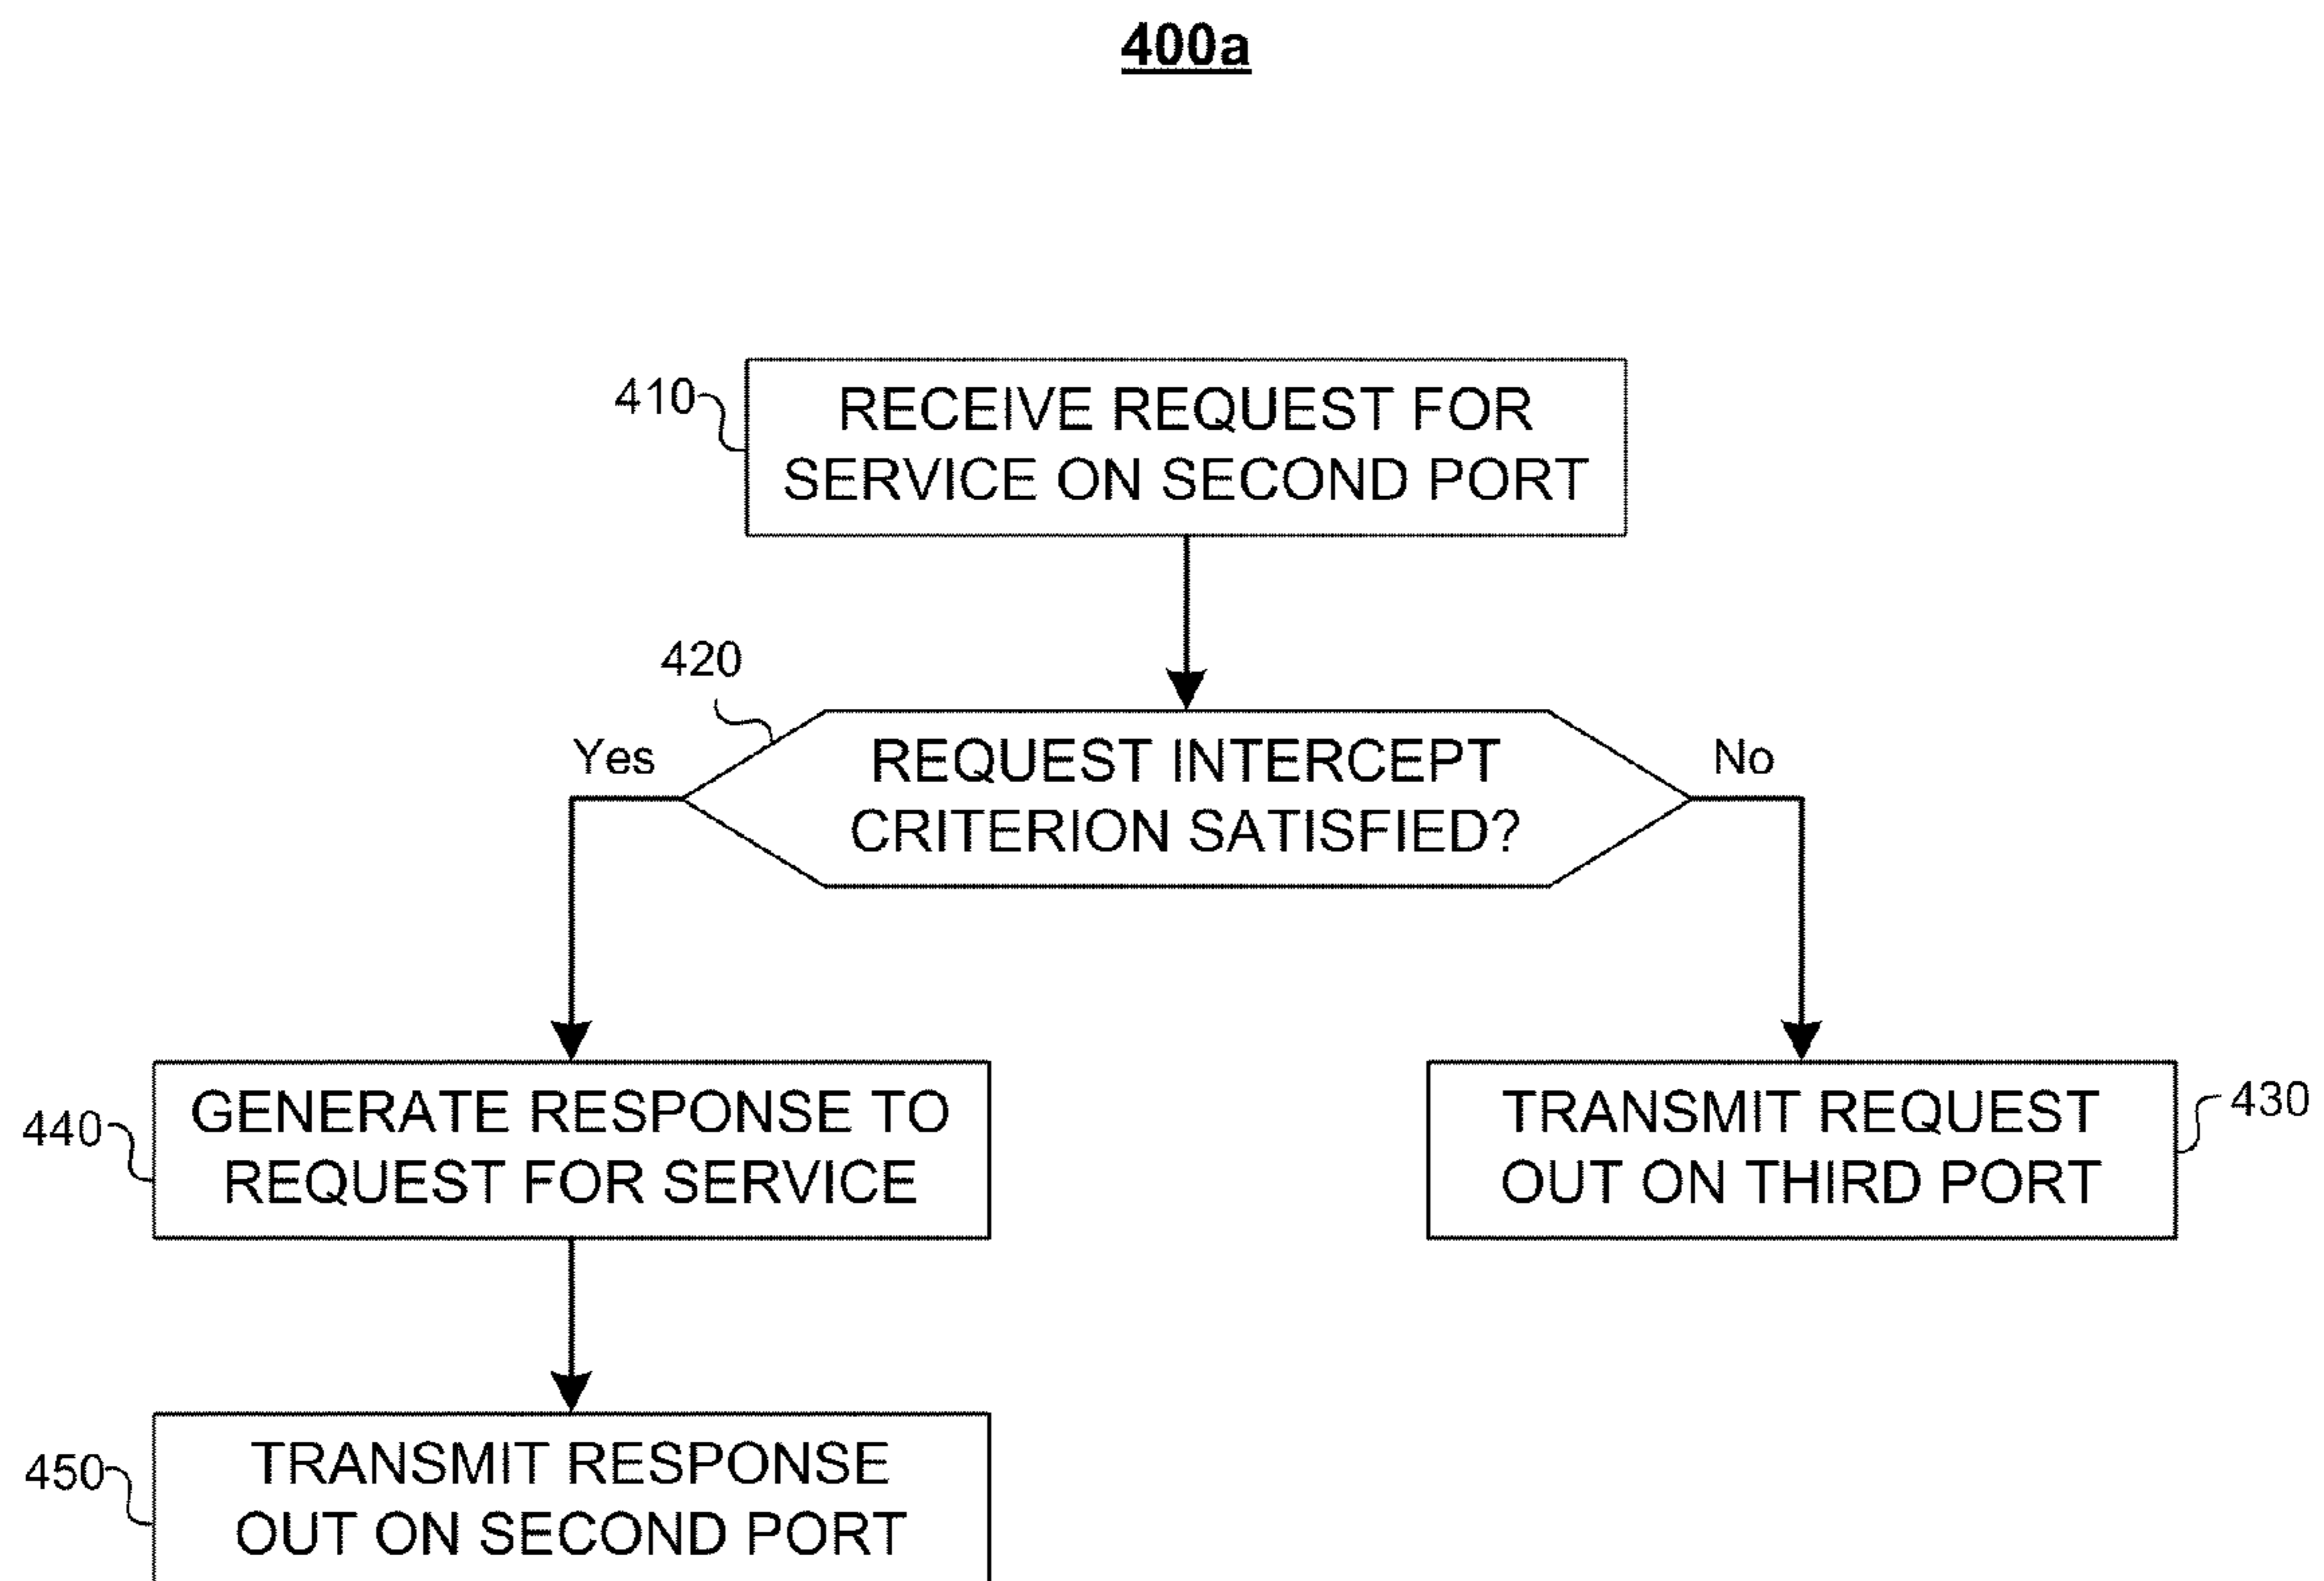 400a
410
RECEIVE REQUEST FOR
SERVICE ON SECOND PORT
420
Yes
REQUEST INTERCEPT
CRITERION SATISFIED?
No
440
GENERATE RESPONSE TO
REQUEST FOR SERVICE
TRANSMIT REQUEST
OUT ON THIRD PORT
430
450
TRANSMIT RESPONSE
OUT ON SECOND PORT